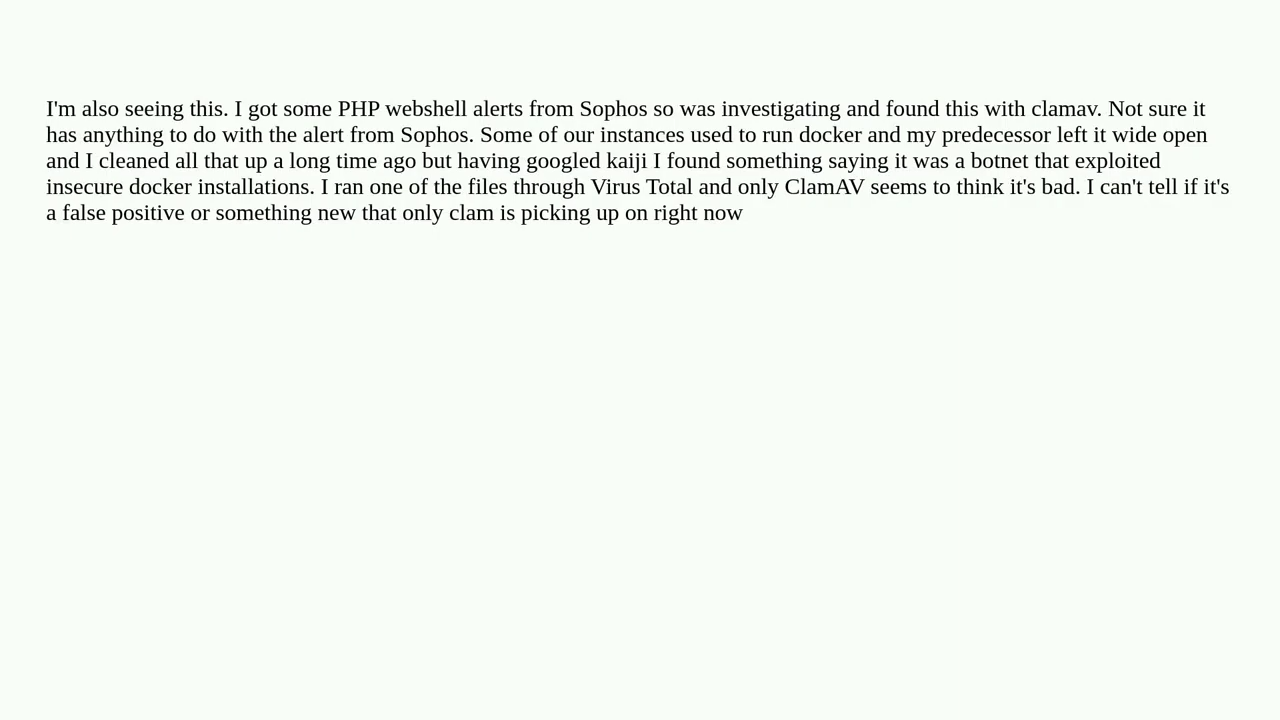 I'm also seeing this. I got some PHP webshell alerts from Sophos so was investigating and found this with clamav. Not sure it
has anything to do with the alert from Sophos. Some of our instances used to run docker and my predecessor left it wide open
and I cleaned all that up a long time ago but having googled kaiji I found something saying it was a botnet that exploited
insecure docker installations. I ran one of the files through Virus Total and only ClamAV seems to think it's bad. I can't tell if it's
a false positive or something new that only clam is picking up on right now